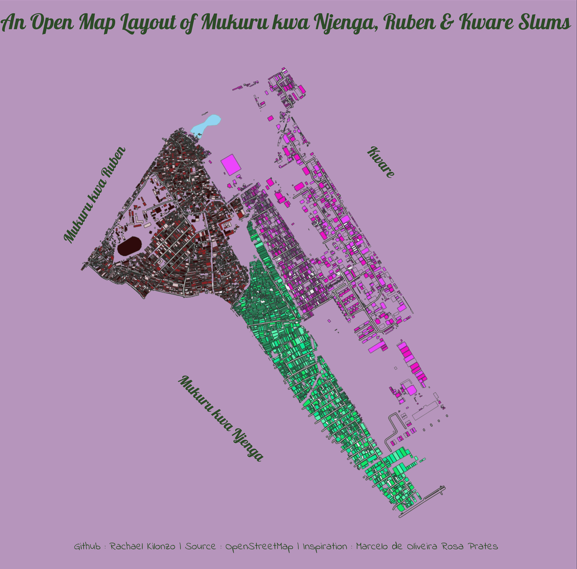 An Open Map Layout of Mukuru kwa Njenga, Ruben & Kware Slums
Mukuru kwa Ruben
Kware
Mukuru kwa Njenga
Github : Rachael Kilonzo | Source : OpenStreetMap | Inspiration : Marcelo de Oliveira Rosa Prates